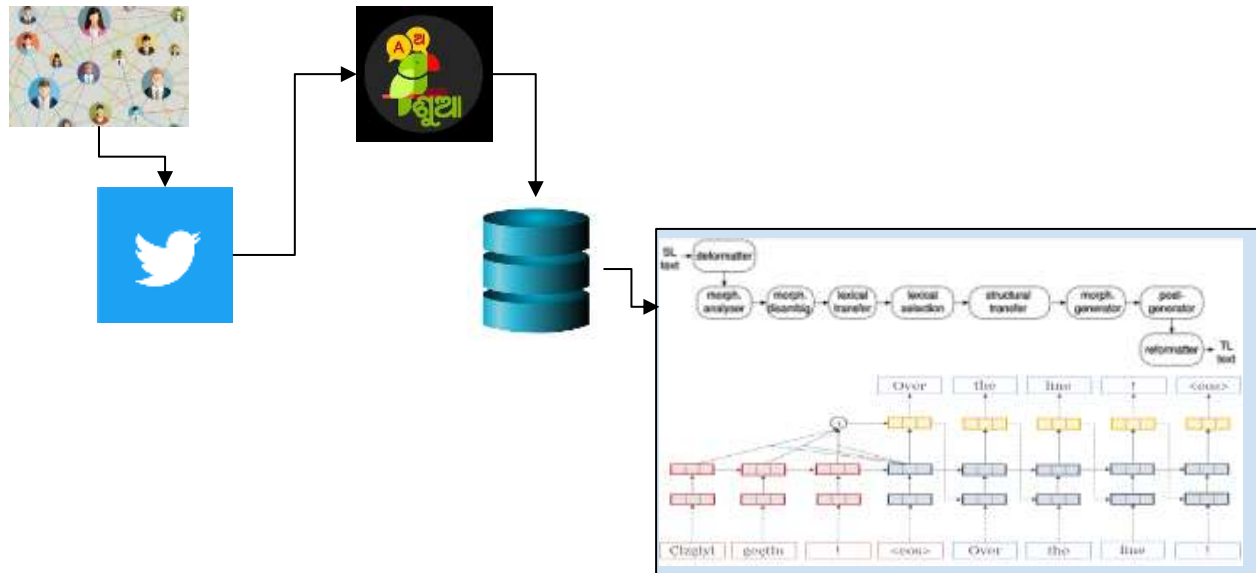 A ଅ
ଶୁଆ
SL text
deformatter
morph. analyser
morph. disambig.
lexical transfer
lexical selection
structural transfer
morph. generator
post-generator
reformatter
TL text
Over the line ! <eos>
! <eos> Over the line !